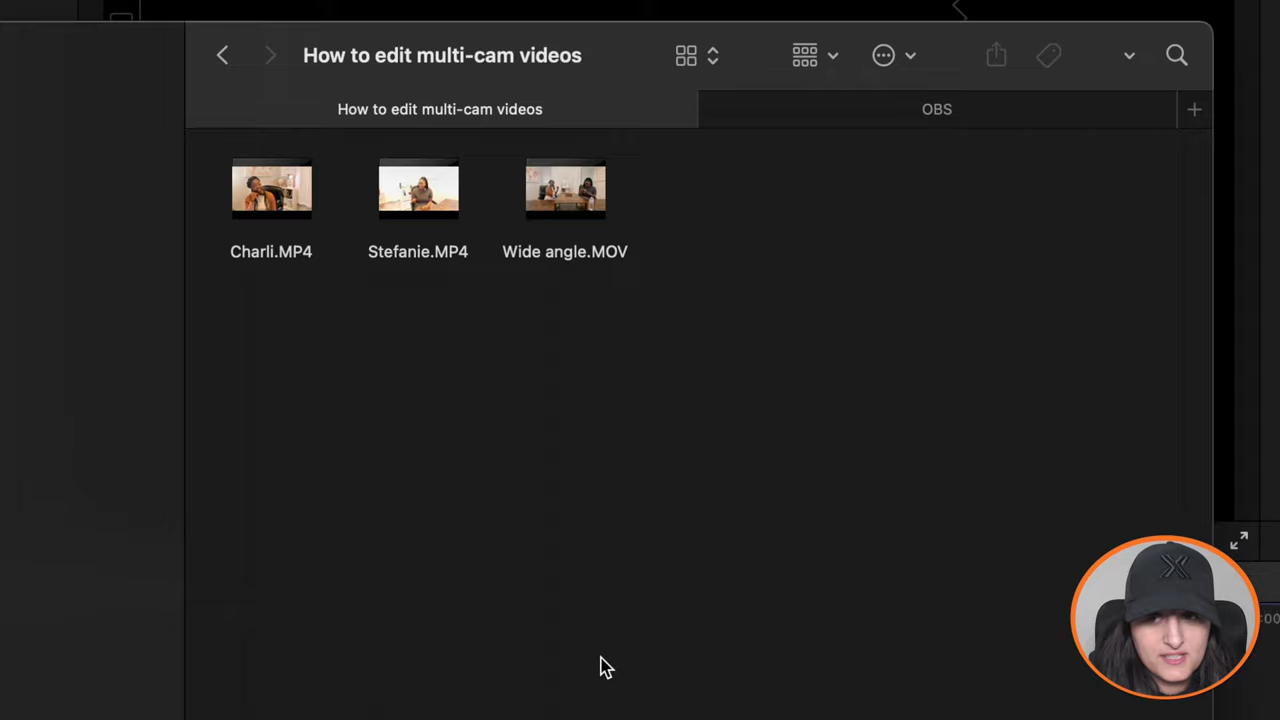 How to edit multi-cam videos
How to edit multi-cam videos
OBS
Charli.MP4
Stefanie.MP4
Wide angle.MOV
:00